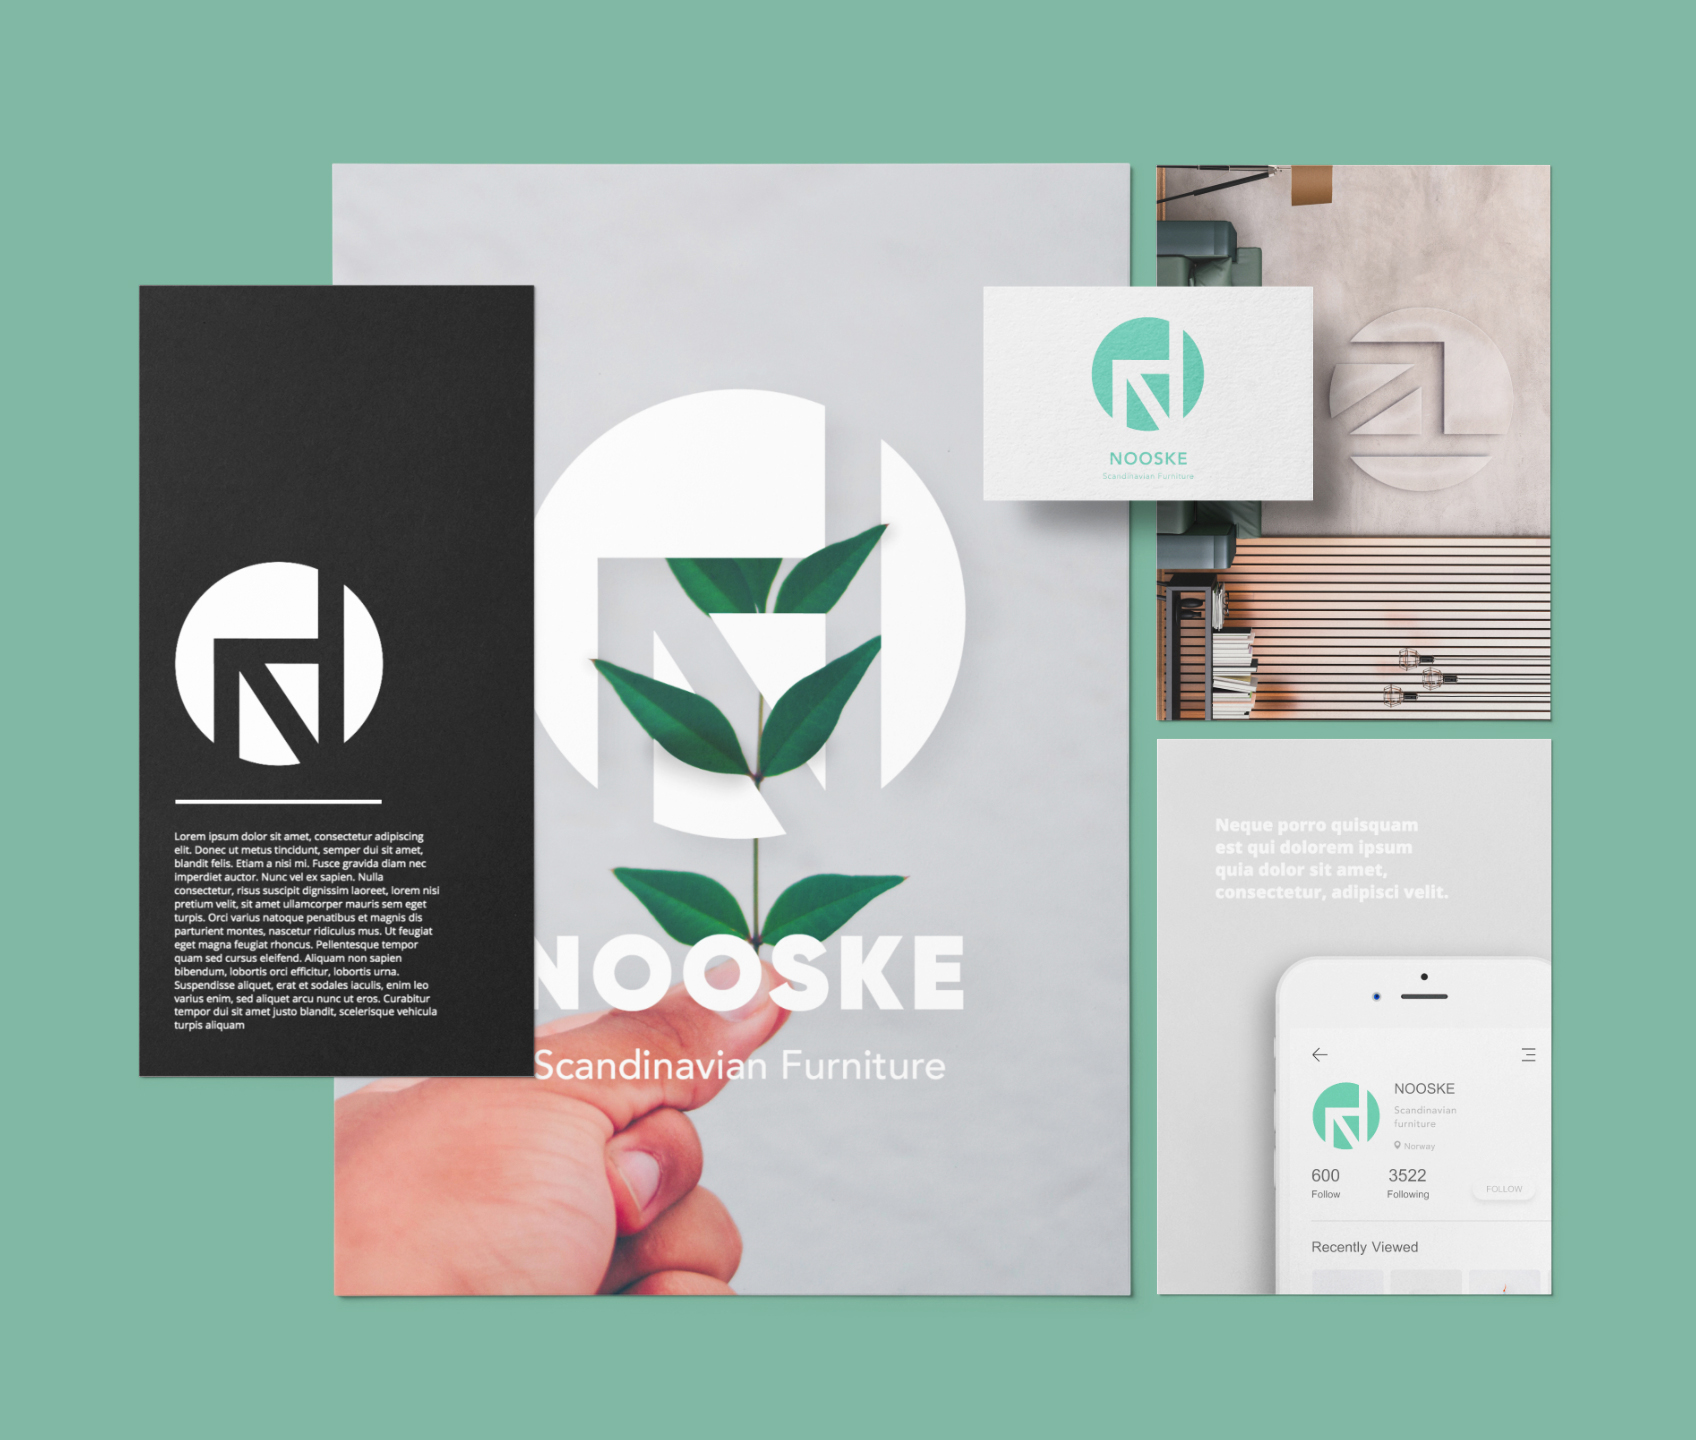 Lorem ipsum dolor sit amet, consectetur adipiscing
elit. Donec ut metus tincidunt, semper dui sit amet,
blandit felis. Etiam a nisi mi. Fusce gravida diam nec
imperdiet auctor. Nunc vel ex sapien. Nulla
consectetur, risus suscipit dignissim laoreet, lorem nisi
pretium velit, sit amet ullamcorper mauris sem eget
turpis. Orci varius natoque penatibus et magnis dis
parturient montes, nascetur ridiculus mus. Ut feugiat
eget magna feugiat rhoncus. Pellentesque tempor
quam sed cursus eleifend. Aliquam non sapien
bibendum, lobortis orci efficitur, lobortis urna.
Suspendisse aliquet, erat et sodales iaculis, enim leo
varius enim, sed aliquet arcu nunc ut eros. Curabitur
tempor dui sit amet justo blandit, scelerisque vehicula
turpis aliquam
NOOSKE
Scandinavian Furniture
NOOSKE
Scandinavian Furniture
Neque porro quisquam
est qui dolorem ipsum
quia dolor sit amet,
consectetur, adipisci velit.
NOOSKE
Scandinavian
furniture
Norway
600
Follow
3522
Following
FOLLOW
Recently Viewed